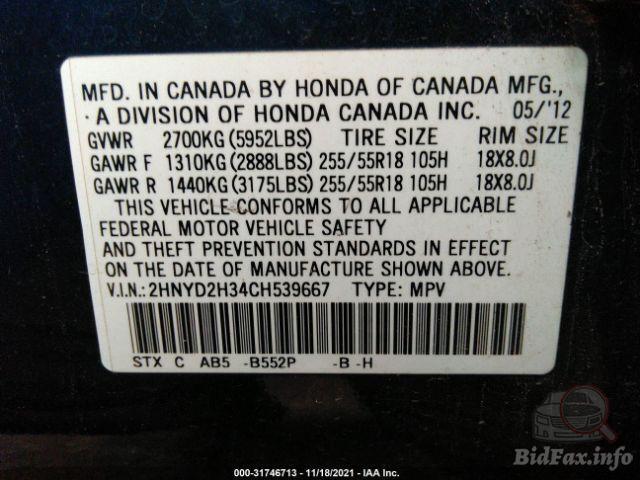 MFD. IN CANADA BY HONDA OF CANADA MFG.,
A DIVISION OF HONDA CANADA INC. 05/'12
GVWR 2700KG (5952LBS) TIRE SIZE RIM SIZE
GAWR F 1310KG (2888LBS) 255/55R18 105H 18X8.0J
GAWR R 1440KG (3175LBS) 255/55R18 105H 18X8.0J
THIS VEHICLE CONFORMS TO ALL APPLICABLE
FEDERAL MOTOR VEHICLE SAFETY
AND THEFT PREVENTION STANDARDS IN EFFECT
ON THE DATE OF MANUFACTURE SHOWN ABOVE.
V.I.N.:2HNYD2H34CH539667 TYPE: MPV
STX C AB5 -B552P -B -H
BidFax.info
000-31746713 - 11/18/2021 - IAA Inc.